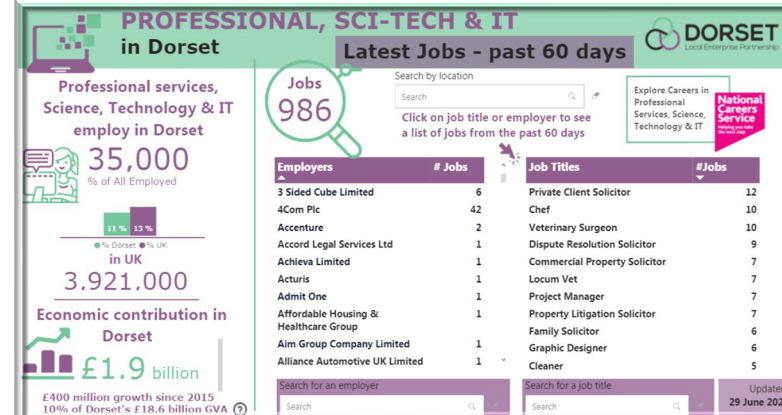 PROFESSIONAL, SCI-TECH & IT
in Dorset
Latest Jobs - past 60 days
DORSET
Local Enterprise Partnership
Professional services,
Science, Technology & IT
employ in Dorset
35,000
% of All Employed
11 % 13 %
% Dorset % UK
in UK
3,921,000
Economic contribution in
Dorset
£1.9 billion
£400 million growth since 2015
10% of Dorset's £18.6 billion GVA ?
Jobs
986
Search by location
Search
Click on job title or employer to see
a list of jobs from the past 60 days
Explore Careers in
Professional
Services, Science,
Technology & IT
National
Careers
Service
Helping you take
the next step
Employers # Jobs
3 Sided Cube Limited 6
4Com Plc 42
Accenture 2
Accord Legal Services Ltd 1
Achieva Limited 1
Acturis 1
Admit One 1
Affordable Housing & 1
Healthcare Group
Aim Group Company Limited 1
Alliance Automotive UK Limited 1
Search for an employer
Search
Job Titles #Jobs
Private Client Solicitor 12
Chef 10
Veterinary Surgeon 10
Dispute Resolution Solicitor 9
Commercial Property Solicitor 7
Locum Vet 7
Project Manager 7
Property Litigation Solicitor 7
Family Solicitor 6
Graphic Designer 6
Cleaner 5
Search for a job title
Search
Update
29 June 202